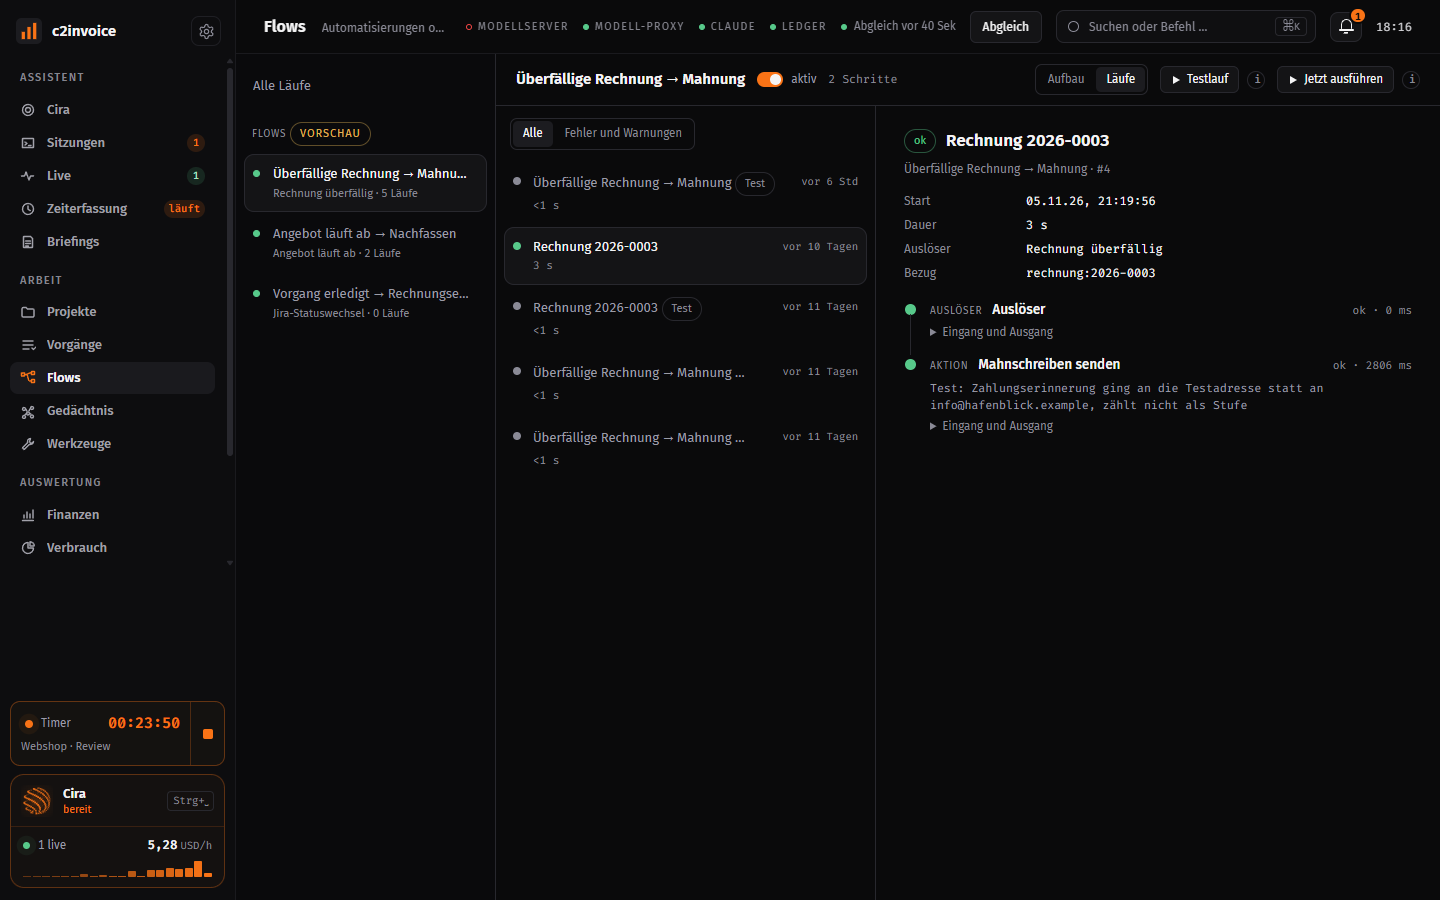 c2invoice
ASSISTENT
Cira
Sitzungen 1
Live 1
Zeiterfassung läuft
Briefings
ARBEIT
Projekte
Vorgänge
Flows
Gedächtnis
Werkzeuge
AUSWERTUNG
Finanzen
Verbrauch
Timer 00:23:50
Webshop · Review
Cira
bereit
Strg+␣
1 live 5,28 USD/h
Flows Automatisierungen o… MODELLSERVER MODELL-PROXY CLAUDE LEDGER Abgleich vor 40 Sek Abgleich Suchen oder Befehl … ⌘K 1 18:16
Alle Läufe
FLOWS VORSCHAU
Überfällige Rechnung → Mahnu…
Rechnung überfällig · 5 Läufe
Angebot läuft ab → Nachfassen
Angebot läuft ab · 2 Läufe
Vorgang erledigt → Rechnungse…
Jira-Statuswechsel · 0 Läufe
Überfällige Rechnung → Mahnung aktiv 2 Schritte Aufbau Läufe ▶ Testlauf i ▶ Jetzt ausführen i
Alle Fehler und Warnungen
Überfällige Rechnung → Mahnung Test vor 6 Std
<1 s
Rechnung 2026-0003 vor 10 Tagen
3 s
Rechnung 2026-0003 Test vor 11 Tagen
<1 s
Überfällige Rechnung → Mahnung … vor 11 Tagen
<1 s
Überfällige Rechnung → Mahnung … vor 11 Tagen
<1 s
ok Rechnung 2026-0003
Überfällige Rechnung → Mahnung · #4
Start 05.11.26, 21:19:56
Dauer 3 s
Auslöser Rechnung überfällig
Bezug rechnung:2026-0003
AUSLÖSER Auslöser ok · 0 ms
▶ Eingang und Ausgang
AKTION Mahnschreiben senden ok · 2806 ms
Test: Zahlungserinnerung ging an die Testadresse statt an
info@hafenblick.example, zählt nicht als Stufe
▶ Eingang und Ausgang